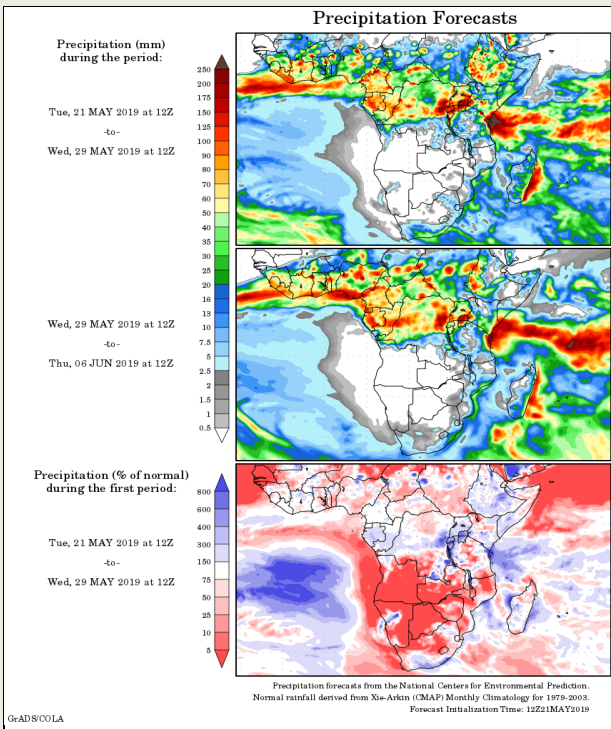 Precipitation Forecasts
Precipitation (mm)
during the period:
Tue, 21 MAY 2019 at 12Z
-to-
Wed, 29 MAY 2019 at 12Z
250
200
175
150
125
100
90
80
70
60
50
40
35
30
25
20
16
13
10
7.5
5
2.5
2
1.5
1
0.5
Wed, 29 MAY 2019 at 12Z
-to-
Thu, 06 JUN 2019 at 12Z
Precipitation (% of normal)
during the first period:
Tue, 21 MAY 2019 at 12Z
-to-
Wed, 29 MAY 2019 at 12Z
800
600
400
300
150
75
50
25
10
5
Precipitation forecasts from the National Centers for Environmental Prediction.
Normal rainfall derived from Xie-Arkin (CMAP) Monthly Climatology for 1979-2003.
Forecast Initialization Time: 12Z21MAY2019
GrADS/COLA